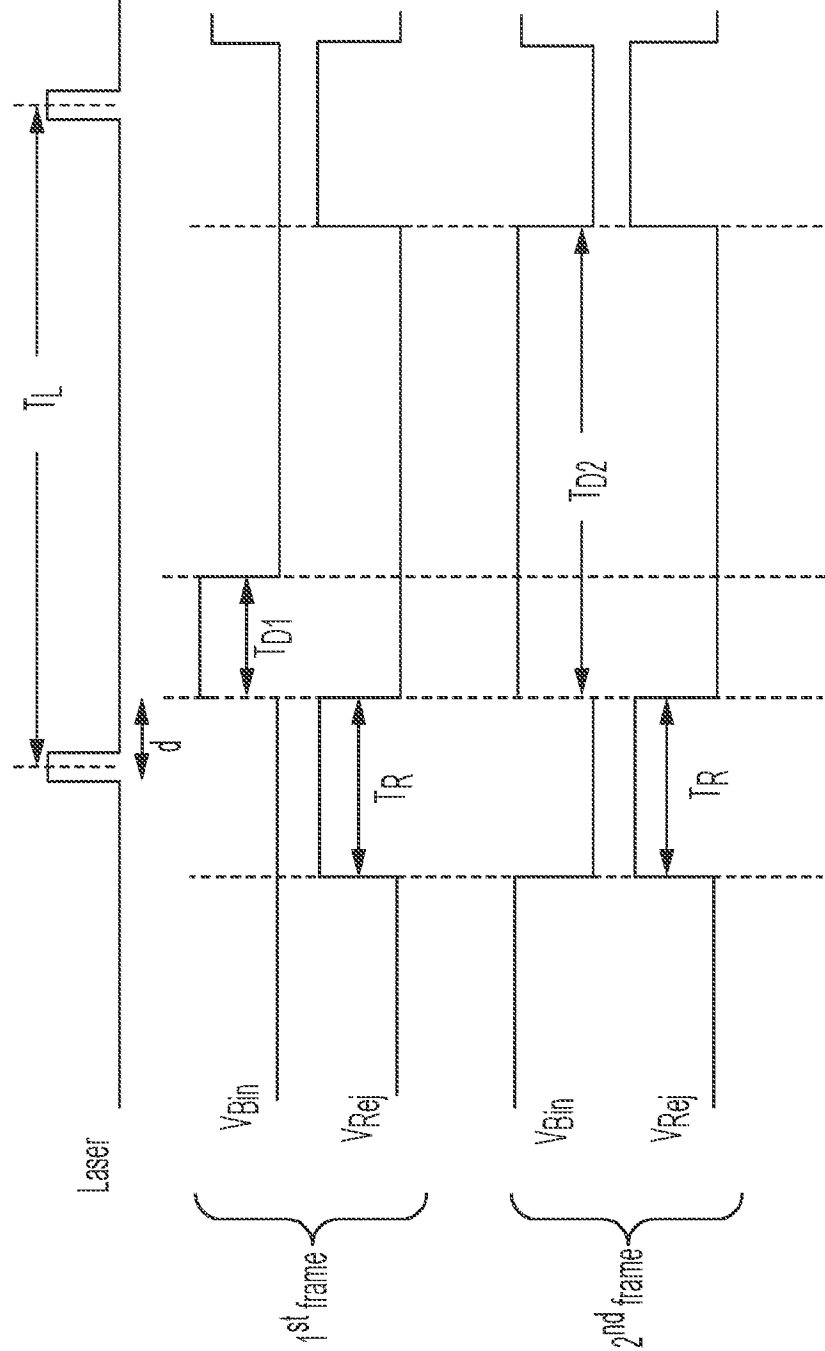 Laser
TL
d
1st frame
VBin
TD1
VRej
TR
2nd frame
VBin
TD2
VRej
TR